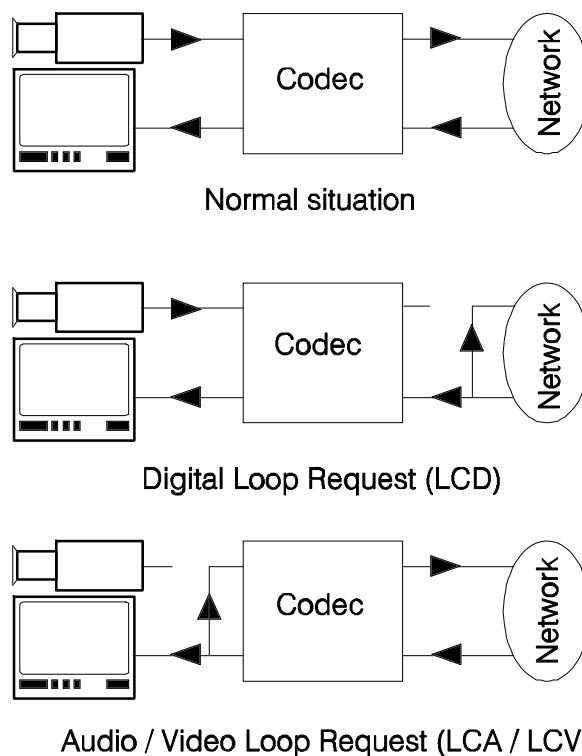 Codec
Network
Normal situation
Codec
Network
Digital Loop Request (LCD)
Codec
Network
Audio / Video Loop Request (LCA / LCV